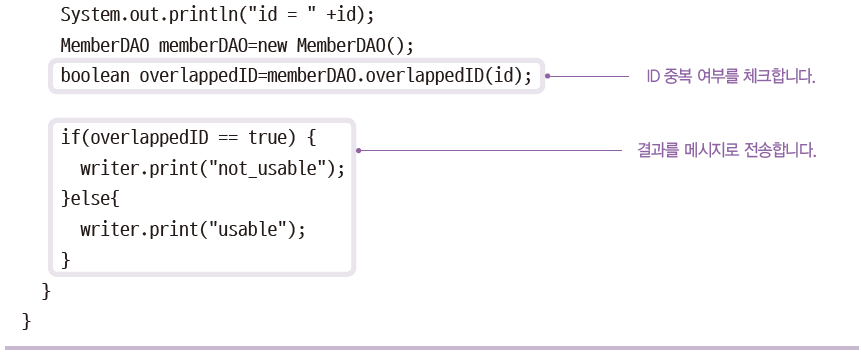 System.out.println("id = " +id);
MemberDAO memberDAO=new MemberDAO();
boolean overlappedID=memberDAO.overlappedID(id);
ID 중복 여부를 체크합니다.
if(overlappedID == true) {
결과를 메시지로 전송합니다.
writer.print("not_usable");
}else{
writer.print("usable");
}
}
}